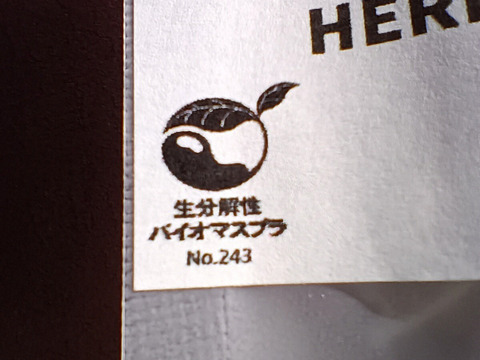 HER
生分解性
バイオマスプラ
No.243